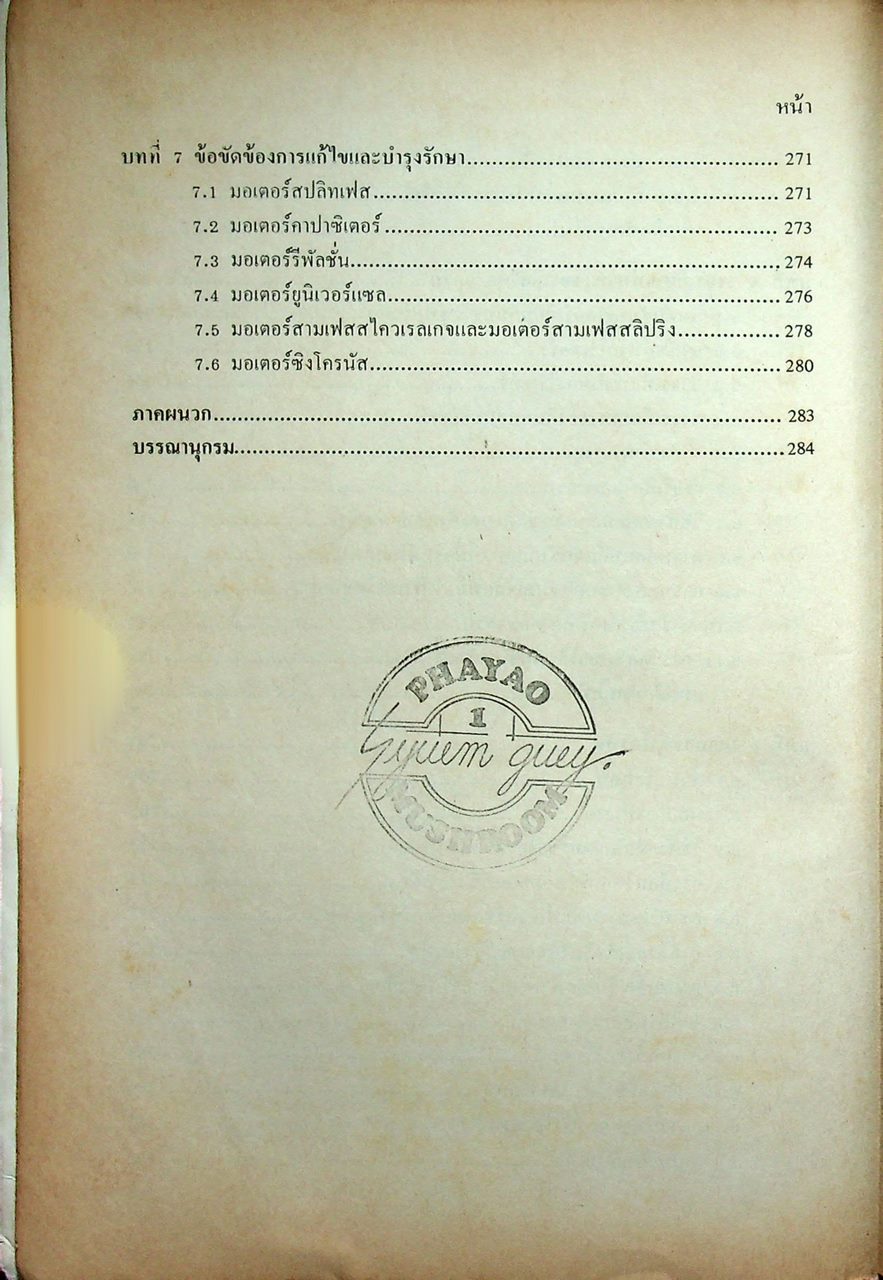 หน้า
บทที่ 7 ข้อขัดข้องการแก้ไขและบำรุงรักษา.................................................... 271
7.1 มอเตอร์สปลิทเฟส.................................................................... 271
7.2 มอเตอร์คาปาซิเตอร์.................................................................. 273
7.3 มอเตอร์รีพัลชั่น........................................................................ 274
7.4 มอเตอร์ยูนิเวอร์แซล.................................................................. 276
7.5 มอเตอร์สามเฟสสไควเรลเกจและมอเตอร์สามเฟสสลิปริง................. 278
7.6 มอเตอร์ซิงโครนัส..................................................................... 280
ภาคผนวก............................................................................................... 283
บรรณานุกรม............................................................................................284
PHAYAO
1
MUSHROOM